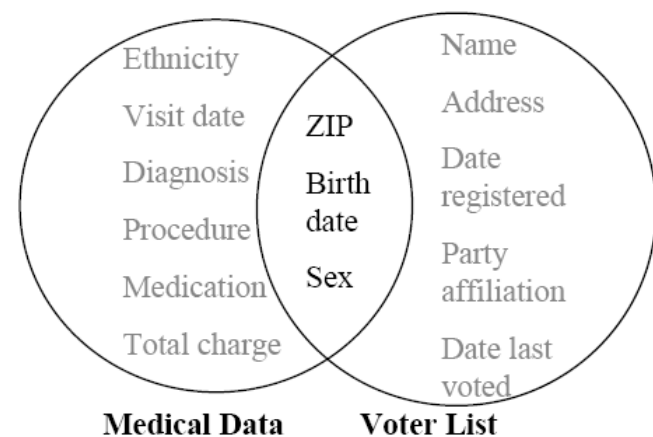 Ethnicity
Visit date
Diagnosis
Procedure
Medication
Total charge
ZIP
Birth
date
Sex
Name
Address
Date
registered
Party
affiliation
Date last
voted
Medical Data
Voter List